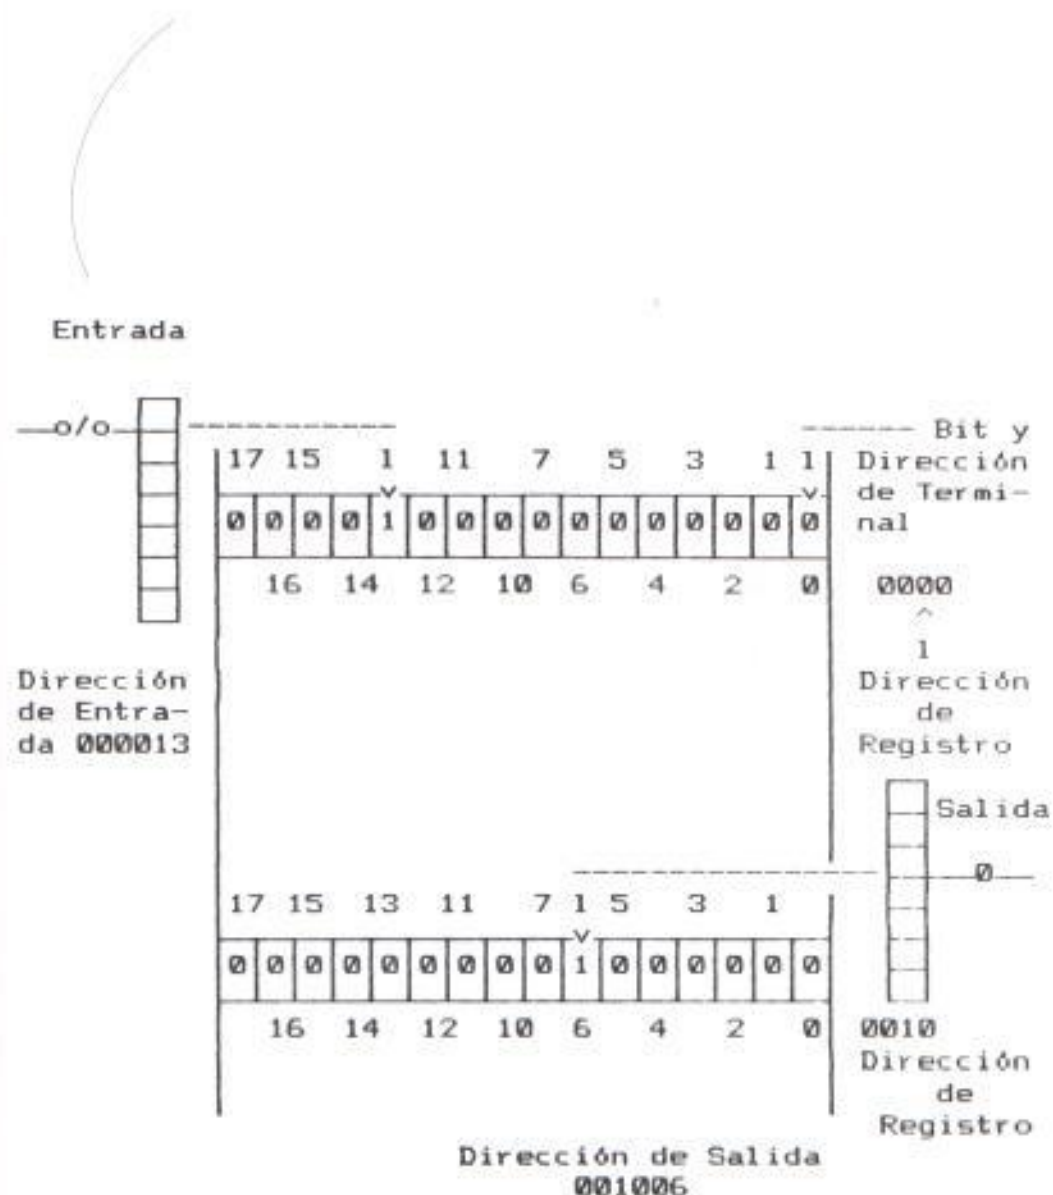 Entrada
—o/o— ------------ ------ Bit y
17 15 1 11 7 5 3 1 1 Dirección
v v de Termi-
0 0 0 0 1 0 0 0 0 0 0 0 0 0 0 0 nal
16 14 12 10 6 4 2 0 0000
^
1
Dirección Dirección
de Entra- de
da 000013 Registro
Salida
---------------- 0
17 15 13 11 7 1 5 3 1
v
0 0 0 0 0 0 0 0 0 1 0 0 0 0 0 0
16 14 12 10 6 4 2 0 0010
Dirección
de
Registro
Dirección de Salida
001006